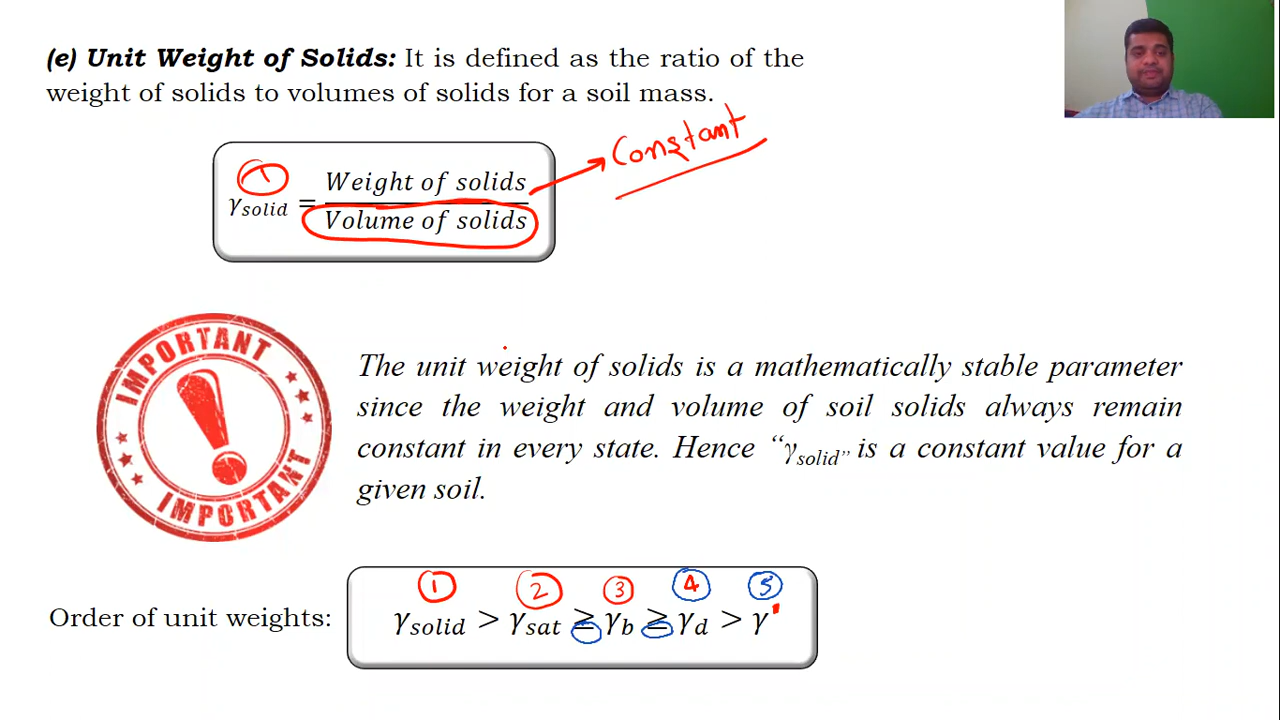 (e) Unit Weight of Solids: It is defined as the ratio of the
weight of solids to volumes of solids for a soil mass.
Constant
1
γsolid = Weight of solids / Volume of solids
IMPORTANT
IMPORTANT
The unit weight of solids is a mathematically stable parameter
since the weight and volume of soil solids always remain
constant in every state. Hence “γsolid” is a constant value for a
given soil.
1 2 3 4 5
Order of unit weights: γsolid > γsat ≥ γb ≥ γd > γ'